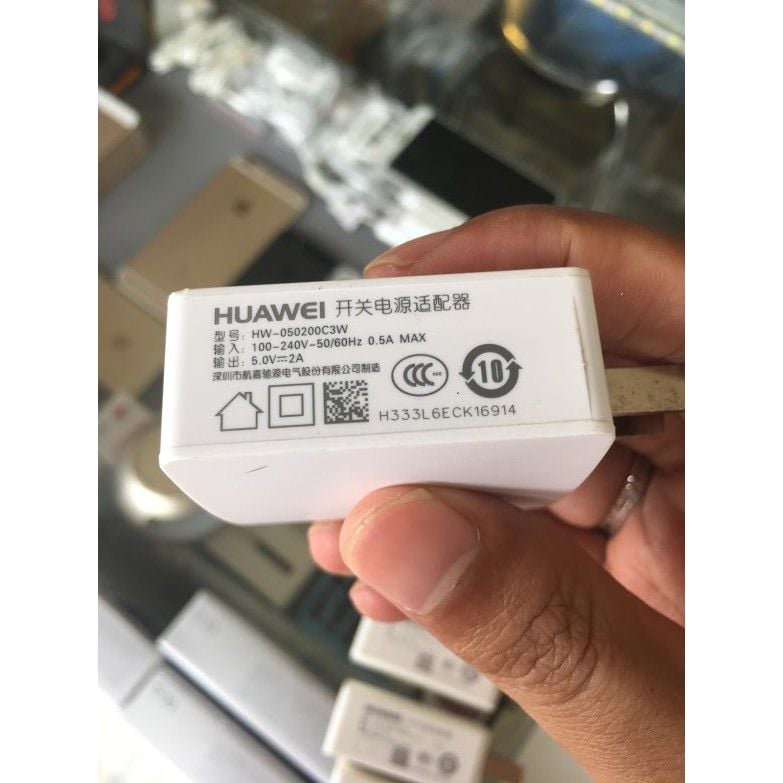 HUAWEI 开关电源适配器
型号: HW-050200C3W
输入: 100-240V~50/60Hz 0.5A MAX
输出: 5.0V⎓2A
深圳市航嘉驰源电气股份有限公司制造
CCC S&E
10
H333L6ECK16914
HUAWEI